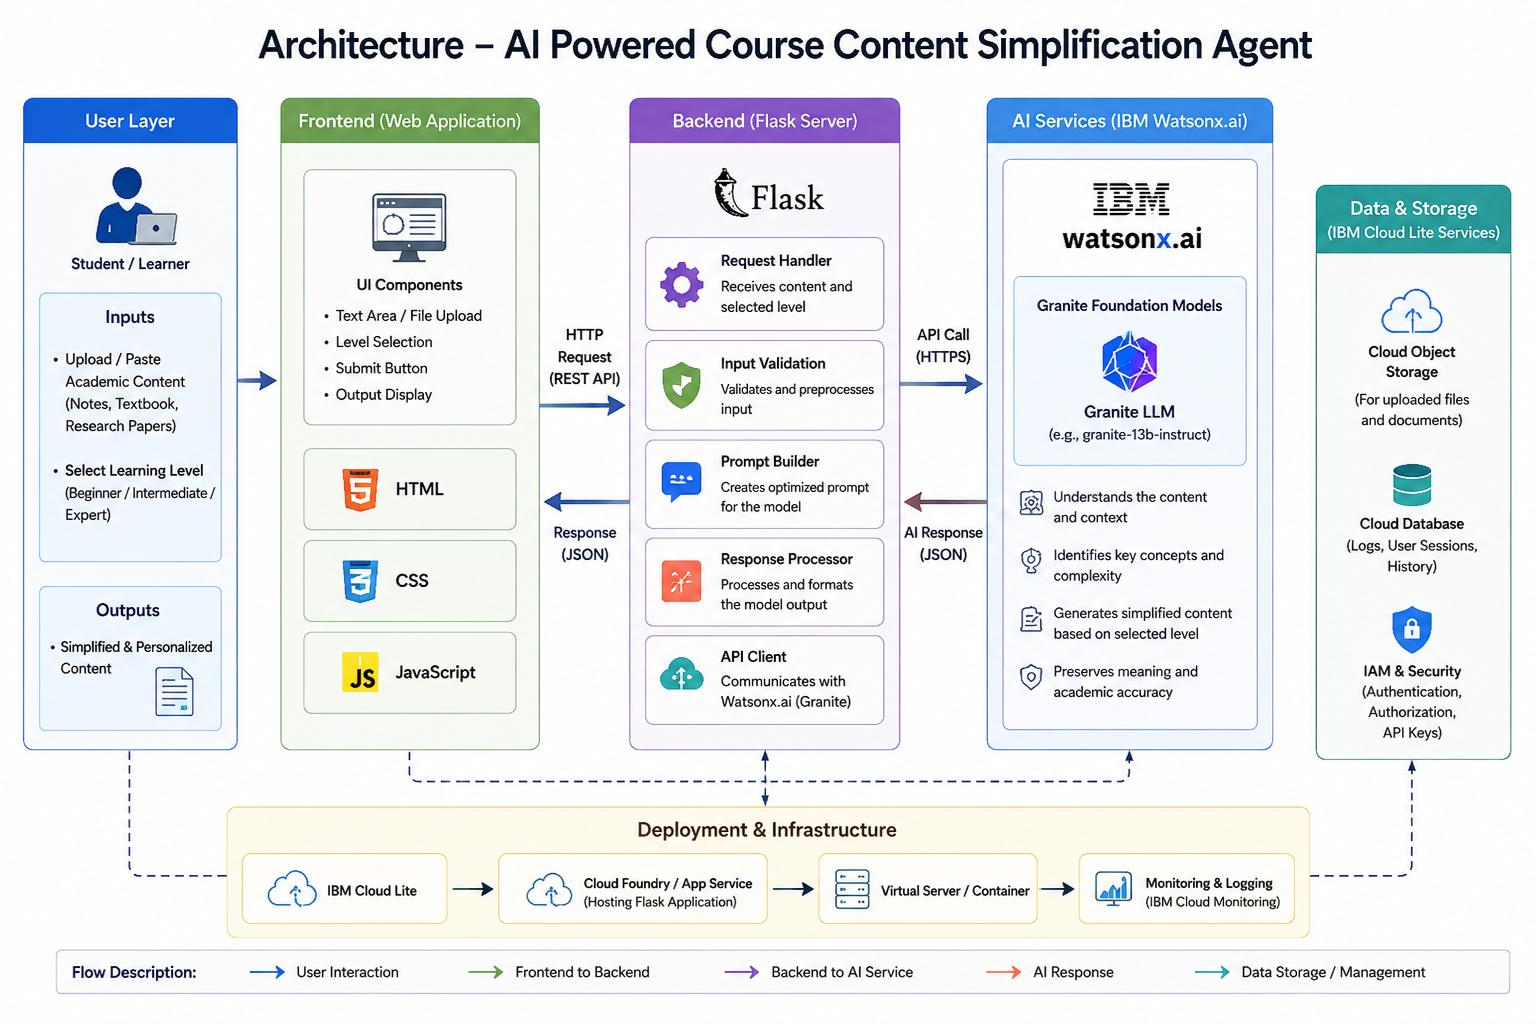 Architecture – AI Powered Course Content Simplification Agent
User Layer
Student / Learner
Inputs
• Upload / Paste
Academic Content
(Notes, Textbook,
Research Papers)
• Select Learning Level
(Beginner / Intermediate /
Expert)
Outputs
• Simplified & Personalized
Content
Frontend (Web Application)
UI Components
• Text Area / File Upload
• Level Selection
• Submit Button
• Output Display
5
HTML
3
CSS
JS
JavaScript
HTTP
Request
(REST API)
Response
(JSON)
Backend (Flask Server)
Flask
Request Handler
Receives content and
selected level
Input Validation
Validates and preprocesses
input
Prompt Builder
Creates optimized prompt
for the model
Response Processor
Processes and formats
the model output
API Client
Communicates with
Watsonx.ai (Granite)
API Call
(HTTPS)
AI Response
(JSON)
AI Services (IBM Watsonx.ai)
IBM
watsonx.ai
Granite Foundation Models
Granite LLM
(e.g., granite-13b-instruct)
Understands the content
and context
Identifies key concepts and
complexity
Generates simplified content
based on selected level
Preserves meaning and
academic accuracy
Data & Storage
(IBM Cloud Lite Services)
Cloud Object
Storage
(For uploaded files
and documents)
Cloud Database
(Logs, User Sessions,
History)
IAM & Security
(Authentication,
Authorization,
API Keys)
Deployment & Infrastructure
IBM Cloud Lite
Cloud Foundry / App Service
(Hosting Flask Application)
Virtual Server / Container
Monitoring & Logging
(IBM Cloud Monitoring)
Flow Description:
User Interaction
Frontend to Backend
Backend to AI Service
AI Response
Data Storage / Management